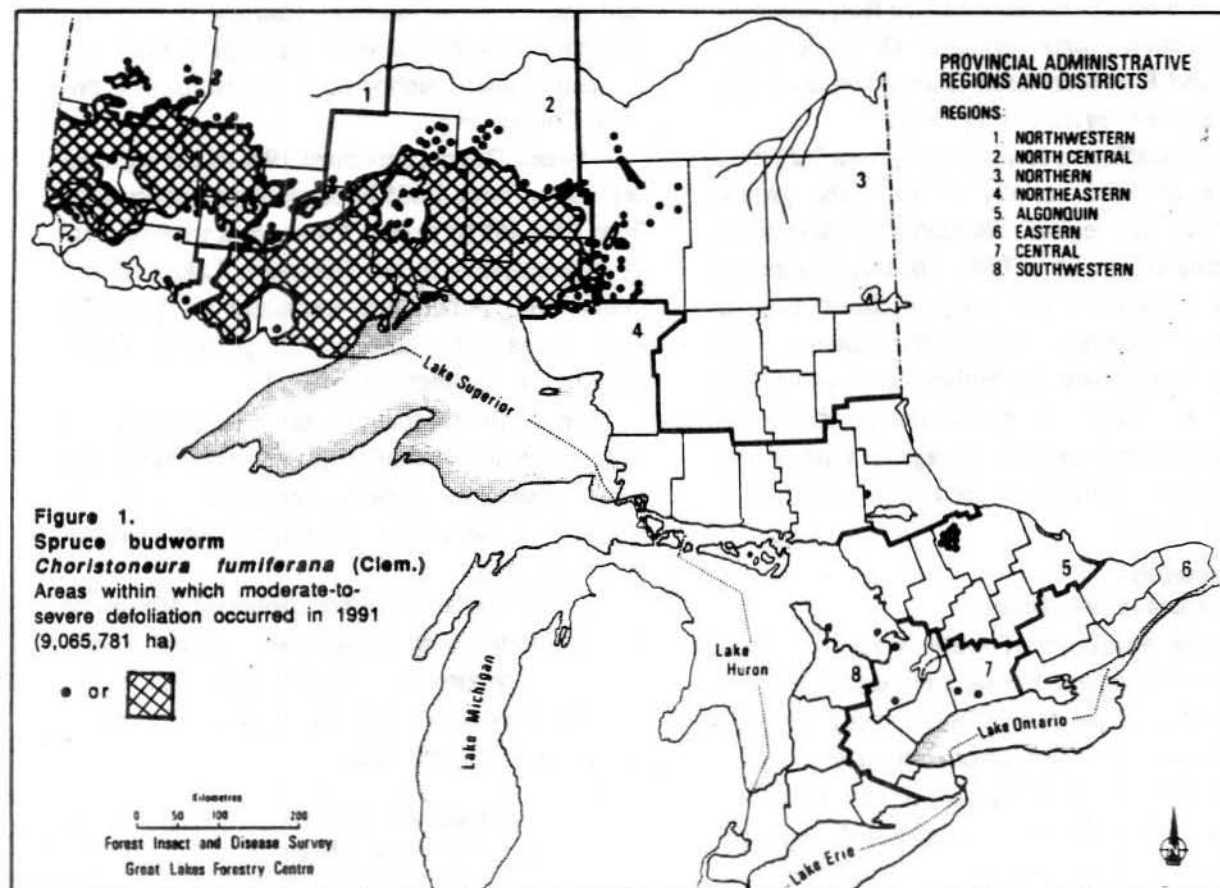 PROVINCIAL ADMINISTRATIVE
REGIONS AND DISTRICTS
REGIONS:
1. NORTHWESTERN
2. NORTH CENTRAL
3. NORTHERN
4. NORTHEASTERN
5. ALGONQUIN
6. EASTERN
7. CENTRAL
8. SOUTHWESTERN
1
2
3
4
5
6
7
8
Lake Superior
Lake Huron
Lake Michigan
Lake Ontario
Lake Erie
Figure 1.
Spruce budworm
Choristoneura fumiferana (Clem.)
Areas within which moderate-to-
severe defoliation occurred in 1991
(9,065,781 ha)
or
Kilometres
0 50 100 200
Forest Insect and Disease Survey
Great Lakes Forestry Centre